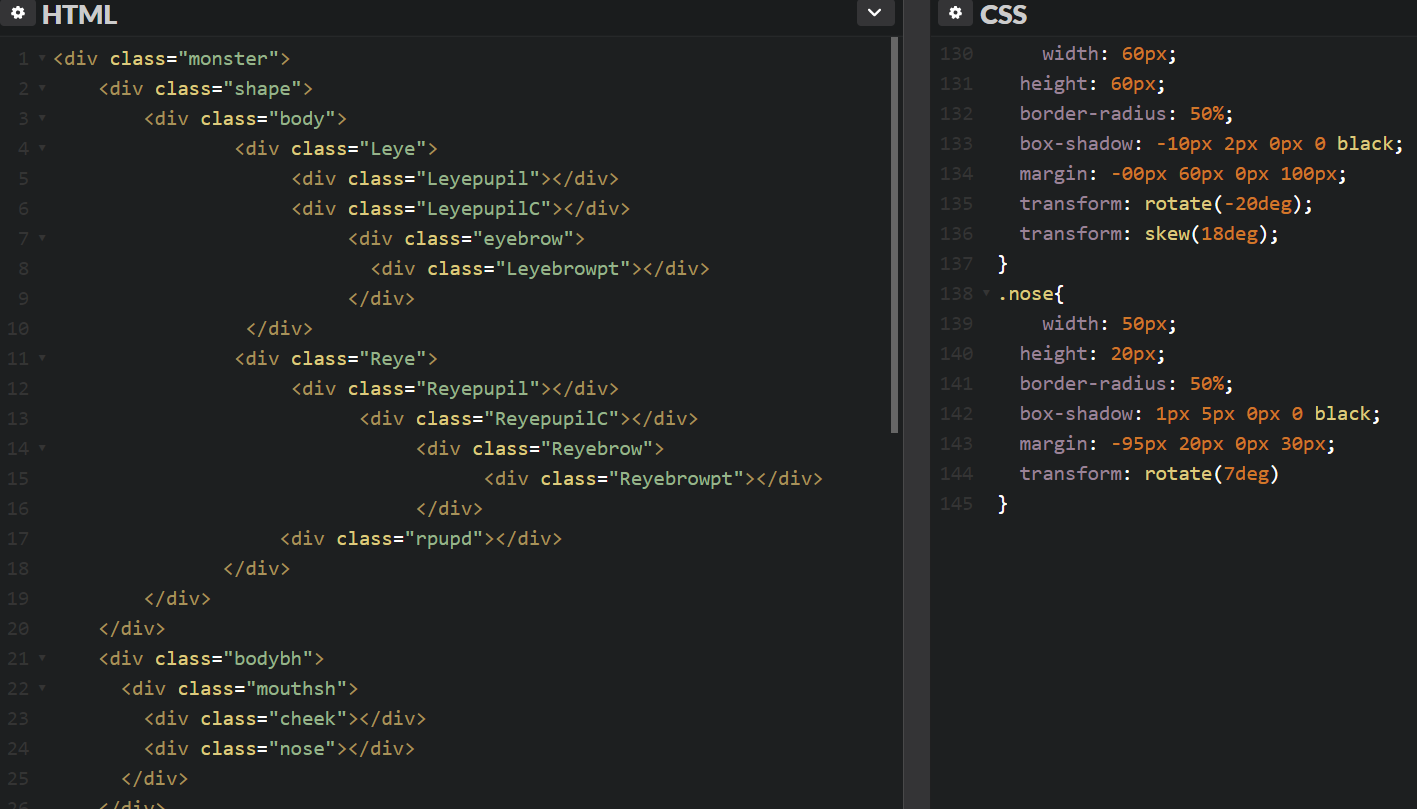 HTML
1 <div class="monster">
2 <div class="shape">
3 <div class="body">
4 <div class="Leye">
5 <div class="Leyepupil"></div>
6 <div class="LeyepupilC"></div>
7 <div class="eyebrow">
8 <div class="Leyebrowpt"></div>
9 </div>
10 </div>
11 <div class="Reye">
12 <div class="Reyepupil"></div>
13 <div class="ReyepupilC"></div>
14 <div class="Reyebrow">
15 <div class="Reyebrowpt"></div>
16 </div>
17 <div class="rpupd"></div>
18 </div>
19 </div>
20 </div>
21 <div class="bodybh">
22 <div class="mouthsh">
23 <div class="cheek"></div>
24 <div class="nose"></div>
25 </div>
26 </div>
CSS
130 width: 60px;
131 height: 60px;
132 border-radius: 50%;
133 box-shadow: -10px 2px 0px 0 black;
134 margin: -00px 60px 0px 100px;
135 transform: rotate(-20deg);
136 transform: skew(18deg);
137 }
138 .nose{
139 width: 50px;
140 height: 20px;
141 border-radius: 50%;
142 box-shadow: 1px 5px 0px 0 black;
143 margin: -95px 20px 0px 30px;
144 transform: rotate(7deg)
145 }